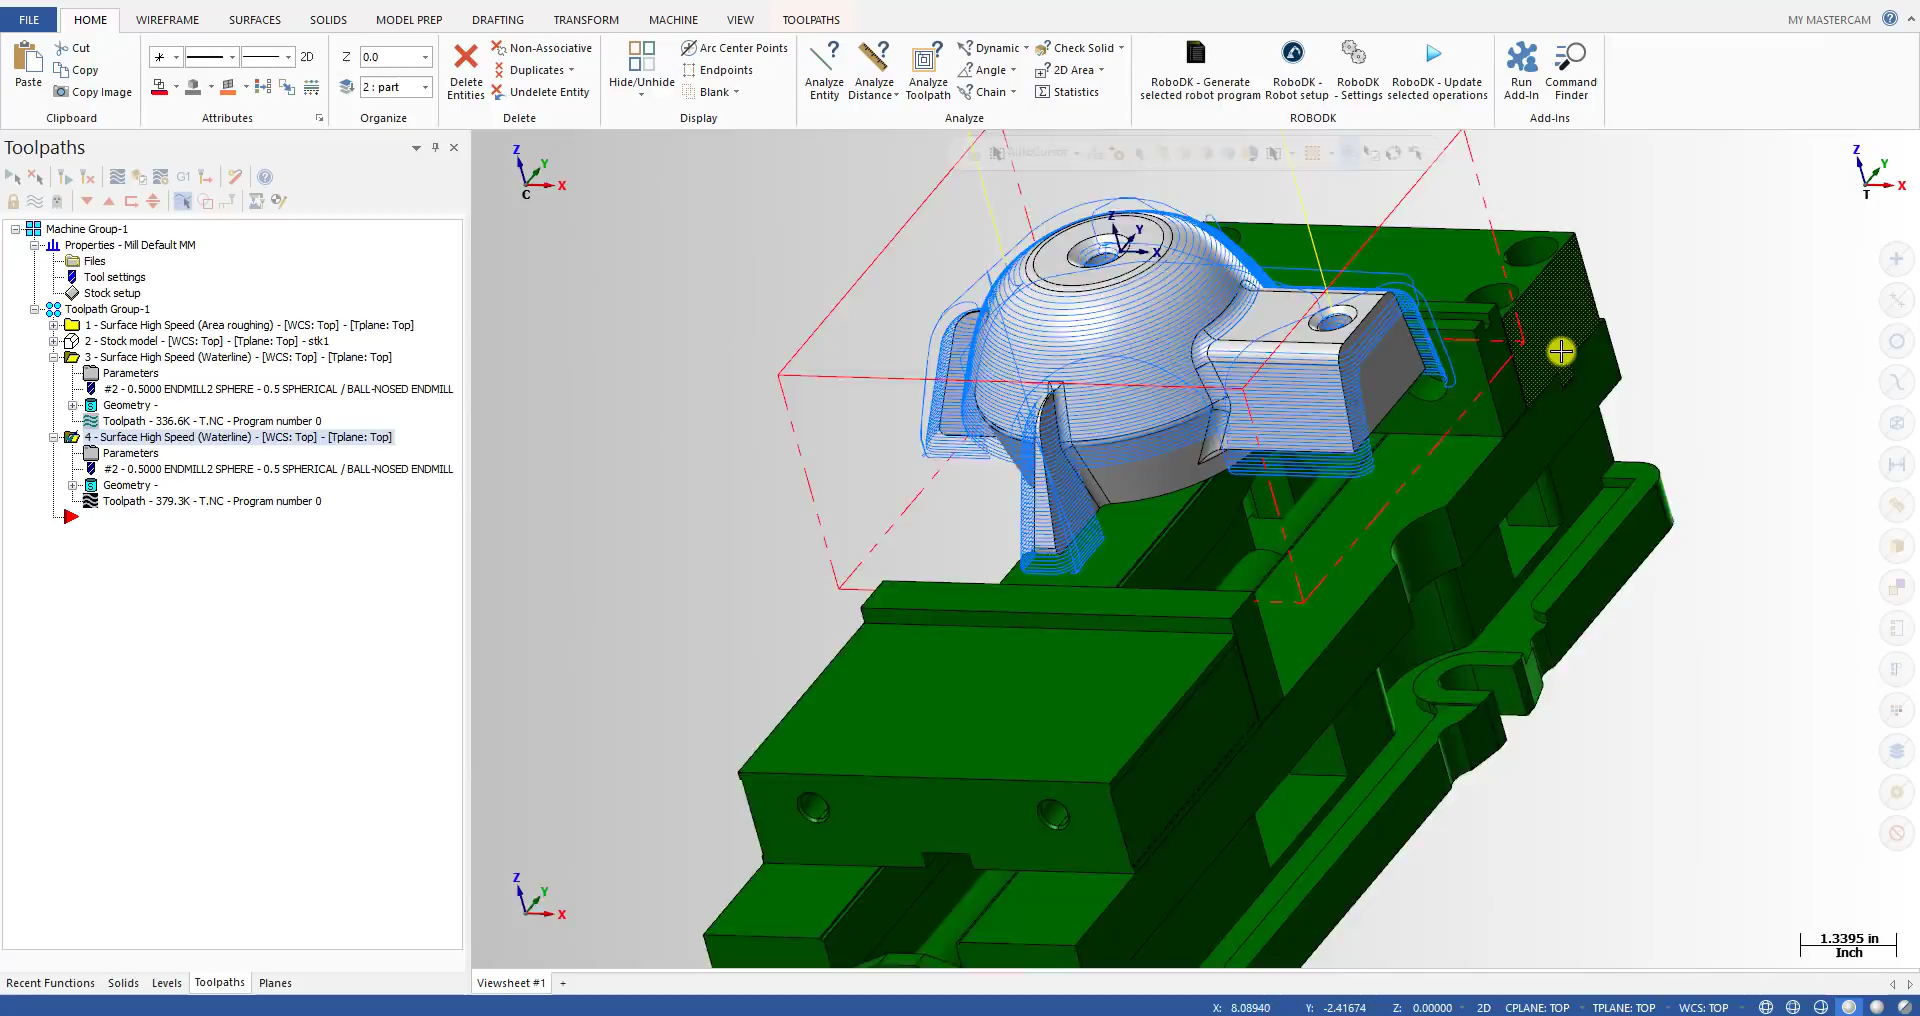 FILE HOME WIREFRAME SURFACES SOLIDS MODEL PREP DRAFTING TRANSFORM MACHINE VIEW TOOLPATHS MY MASTERCAM
Paste
Cut
Copy
Copy Image
Clipboard
2D
Attributes
Z 0.0
2 : part
Organize
Delete Entities
Non-Associative
Duplicates
Undelete Entity
Delete
Hide/Unhide
Arc Center Points
Endpoints
Blank
Display
Analyze Entity
Analyze Distance
Analyze Toolpath
Dynamic
Angle
Chain
Check Solid
2D Area
Statistics
Analyze
RoboDK - Generate selected robot program
RoboDK - Robot setup
RoboDK - Settings
RoboDK - Update selected operations
ROBODK
Run Add-In
Command Finder
Add-Ins
Toolpaths
G1
Machine Group-1
Properties - Mill Default MM
Files
Tool settings
Stock setup
Toolpath Group-1
1 - Surface High Speed (Area roughing) - [WCS: Top] - [Tplane: Top]
2 - Stock model - [WCS: Top] - [Tplane: Top] - stk1
3 - Surface High Speed (Waterline) - [WCS: Top] - [Tplane: Top]
Parameters
#2 - 0.5000 ENDMILL2 SPHERE - 0.5 SPHERICAL / BALL-NOSED ENDMILL
Geometry -
Toolpath - 336.6K - T.NC - Program number 0
4 - Surface High Speed (Waterline) - [WCS: Top] - [Tplane: Top]
Parameters
#2 - 0.5000 ENDMILL2 SPHERE - 0.5 SPHERICAL / BALL-NOSED ENDMILL
Geometry -
Toolpath - 379.3K - T.NC - Program number 0
AutoCursor
Z Y X C
Z Y X T
Z Y X
Z Y X
1.3395 in
Inch
Recent Functions Solids Levels Toolpaths Planes
Viewsheet #1 +
X: 8.08940 Y: -2.41674 Z: 0.00000 2D CPLANE: TOP TPLANE: TOP WCS: TOP